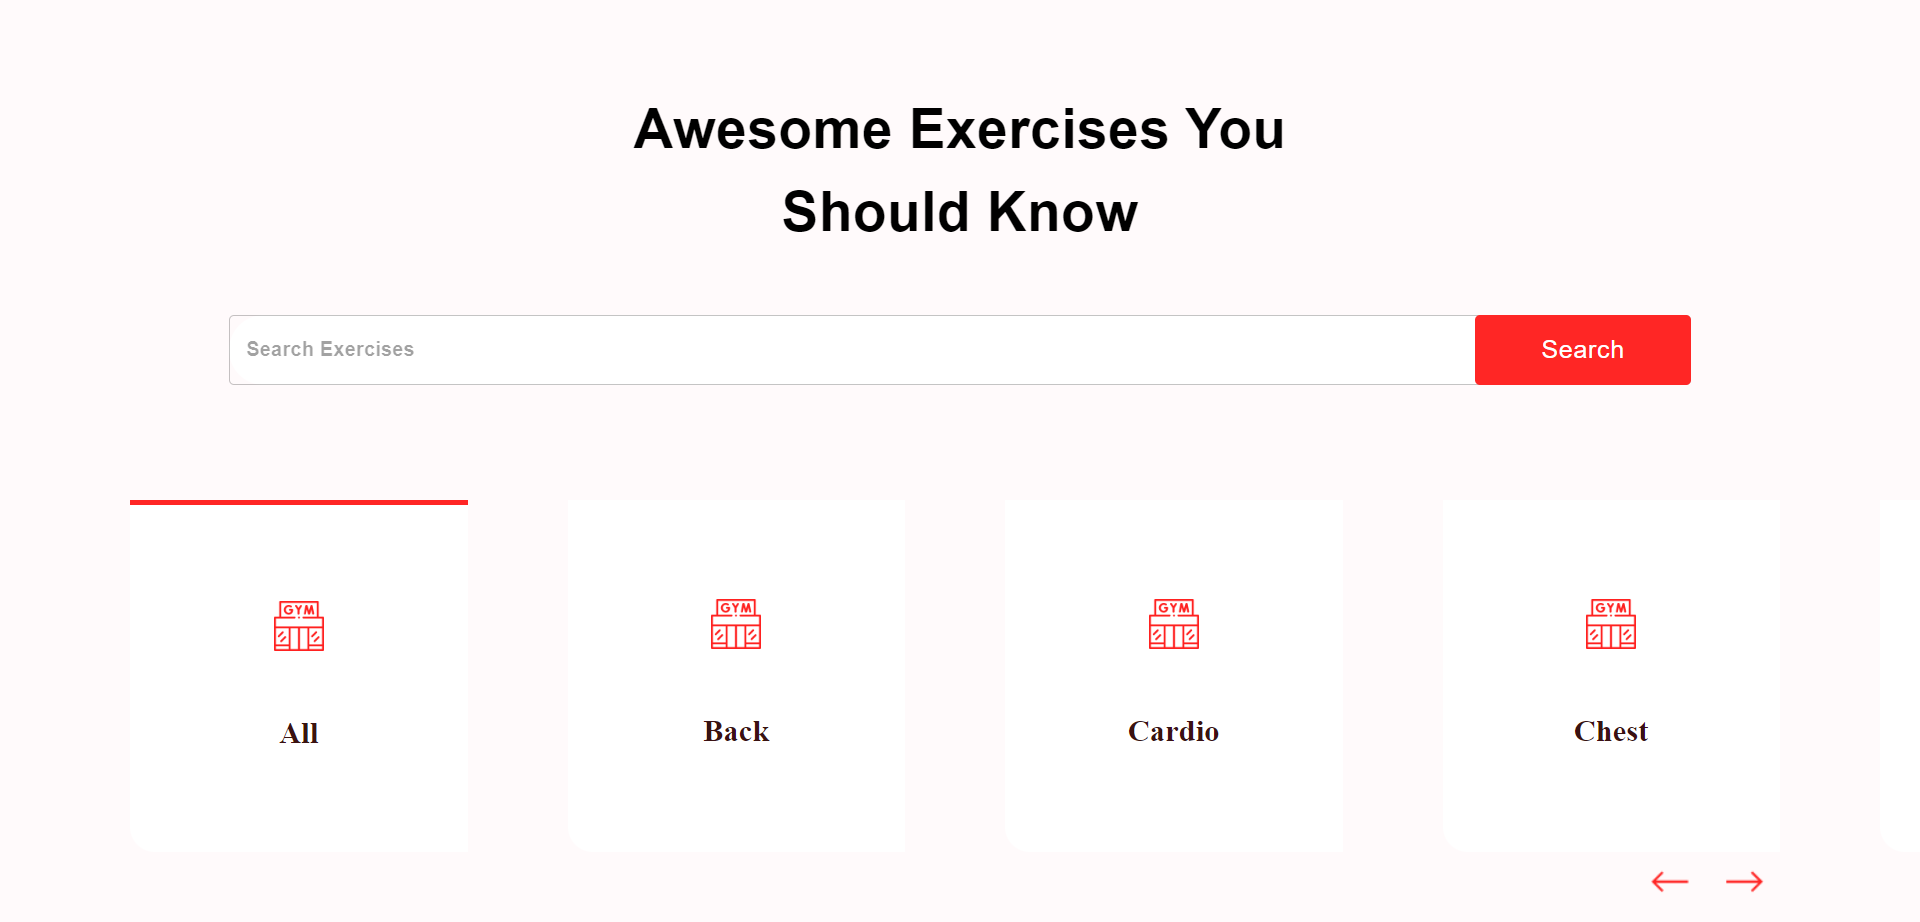 Awesome Exercises You
Should Know
Search Exercises
Search
GYM
GYM
GYM
GYM
All
Back
Cardio
Chest